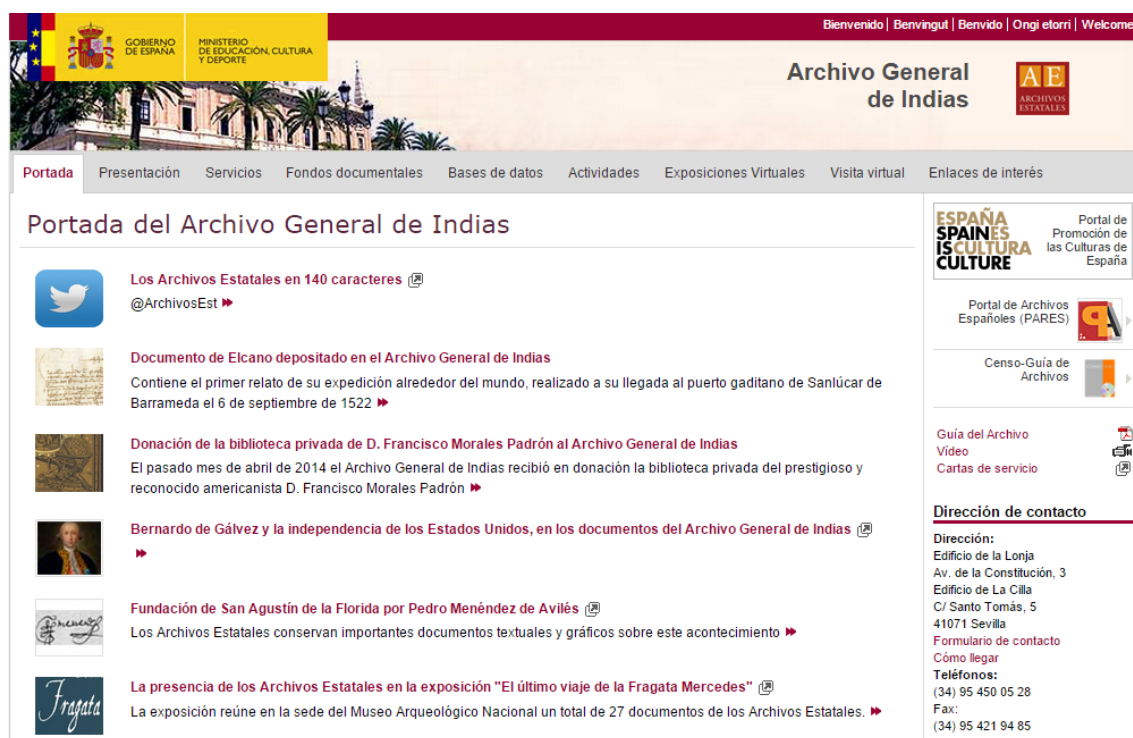 Bienvenido | Benvingut | Benvido | Ongi etorri | Welcome
GOBIERNO
DE ESPAÑA
MINISTERIO
DE EDUCACIÓN, CULTURA
Y DEPORTE
Archivo General
de Indias
AE
ARCHIVOS
ESTATALES
Portada Presentación Servicios Fondos documentales Bases de datos Actividades Exposiciones Virtuales Visita virtual Enlaces de interés
Portada del Archivo General de Indias
Los Archivos Estatales en 140 caracteres
@ArchivosEst
Documento de Elcano depositado en el Archivo General de Indias
Contiene el primer relato de su expedición alrededor del mundo, realizado a su llegada al puerto gaditano de Sanlúcar de
Barrameda el 6 de septiembre de 1522
Donación de la biblioteca privada de D. Francisco Morales Padrón al Archivo General de Indias
El pasado mes de abril de 2014 el Archivo General de Indias recibió en donación la biblioteca privada del prestigioso y
reconocido americanista D. Francisco Morales Padrón
Bernardo de Gálvez y la independencia de los Estados Unidos, en los documentos del Archivo General de Indias
Fundación de San Agustín de la Florida por Pedro Menéndez de Avilés
Los Archivos Estatales conservan importantes documentos textuales y gráficos sobre este acontecimiento
Fragata
La presencia de los Archivos Estatales en la exposición "El último viaje de la Fragata Mercedes"
La exposición reúne en la sede del Museo Arqueológico Nacional un total de 27 documentos de los Archivos Estatales.
ESPAÑA
SPAINES
ISCULTURA
CULTURE
Portal de
Promoción de
las Culturas de
España
Portal de Archivos
Españoles (PARES)
Censo-Guía de
Archivos
Guía del Archivo
Vídeo
Cartas de servicio
Dirección de contacto
Dirección:
Edificio de la Lonja
Av. de la Constitución, 3
Edificio de La Cilla
C/ Santo Tomás, 5
41071 Sevilla
Formulario de contacto
Cómo llegar
Teléfonos:
(34) 95 450 05 28
Fax:
(34) 95 421 94 85